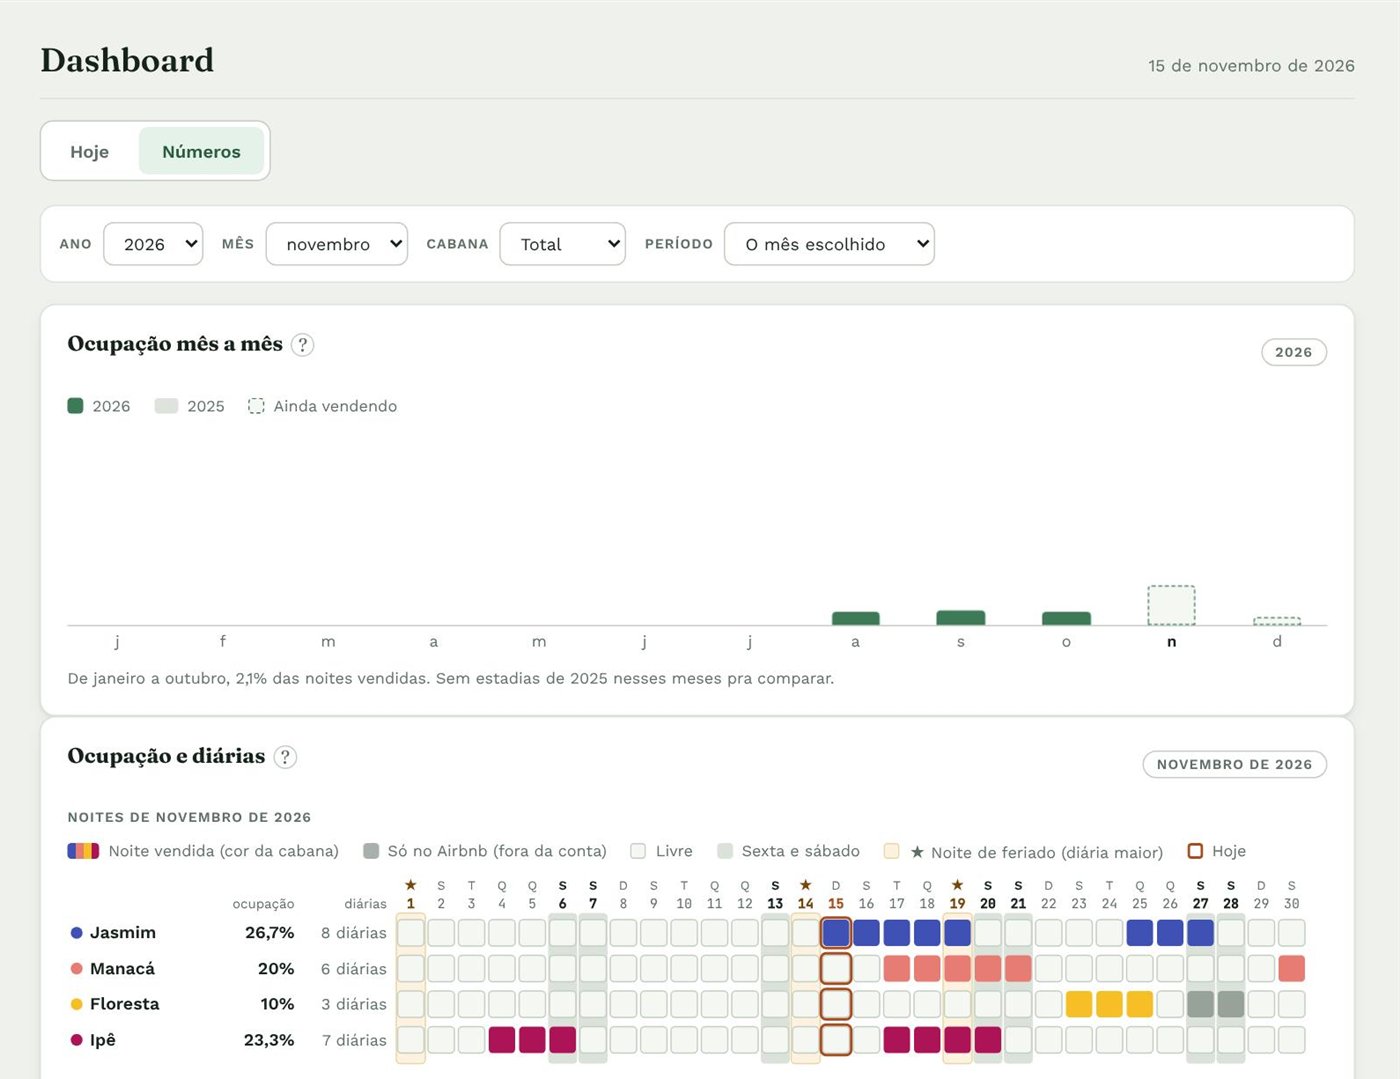 Dashboard
15 de novembro de 2026
Hoje Números
ANO 2026 MÊS novembro CABANA Total PERÍODO O mês escolhido
Ocupação mês a mês ?
2026
2026 2025 Ainda vendendo
j f m a m j j a s o n d
De janeiro a outubro, 2,1% das noites vendidas. Sem estadias de 2025 nesses meses pra comparar.
Ocupação e diárias ?
NOVEMBRO DE 2026
NOITES DE NOVEMBRO DE 2026
Noite vendida (cor da cabana) Só no Airbnb (fora da conta) Livre Sexta e sábado ★ Noite de feriado (diária maior) Hoje
★ S T Q Q S S D S T Q Q S ★ D S T Q ★ S S D S T Q Q S S D S
ocupação diárias 1 2 3 4 5 6 7 8 9 10 11 12 13 14 15 16 17 18 19 20 21 22 23 24 25 26 27 28 29 30
Jasmim 26,7% 8 diárias
Manacá 20% 6 diárias
Floresta 10% 3 diárias
Ipê 23,3% 7 diárias